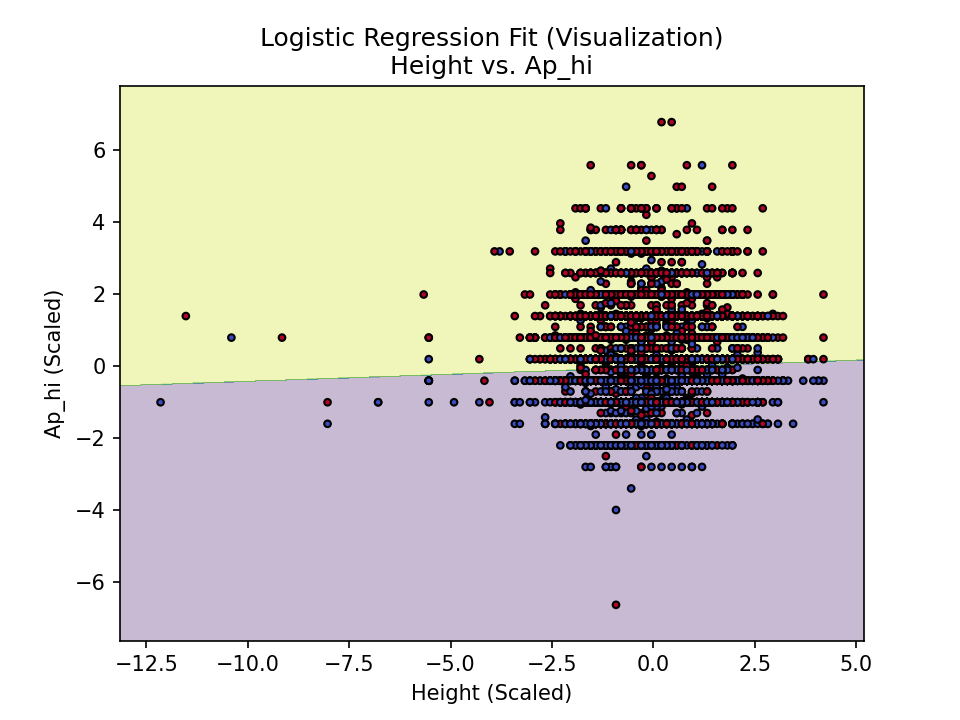 Logistic Regression Fit (Visualization)
Height vs. Ap_hi
Ap_hi (Scaled)
6
4
2
0
−2
−4
−6
−12.5 −10.0 −7.5 −5.0 −2.5 0.0 2.5 5.0
Height (Scaled)